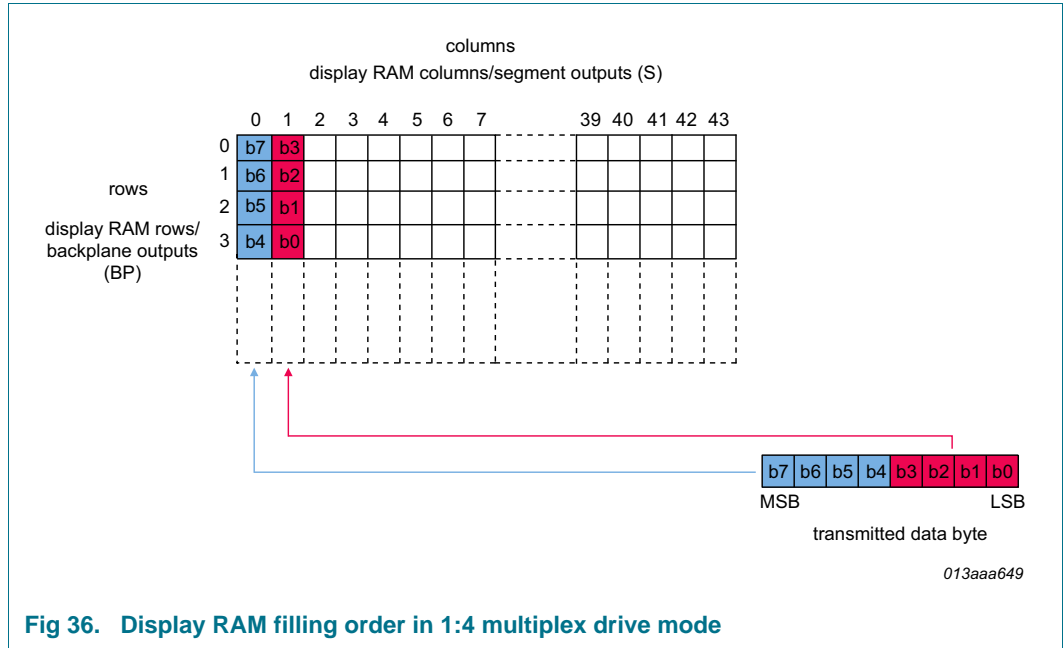 columns
display RAM columns/segment outputs (S)
0 1 2 3 4 5 6 7 39 40 41 42 43
0 b7 b3
1 b6 b2
rows
2 b5 b1
display RAM rows/
3 b4 b0
backplane outputs
(BP)
b7 b6 b5 b4 b3 b2 b1 b0
MSB LSB
transmitted data byte
013aaa649
Fig 36. Display RAM filling order in 1:4 multiplex drive mode